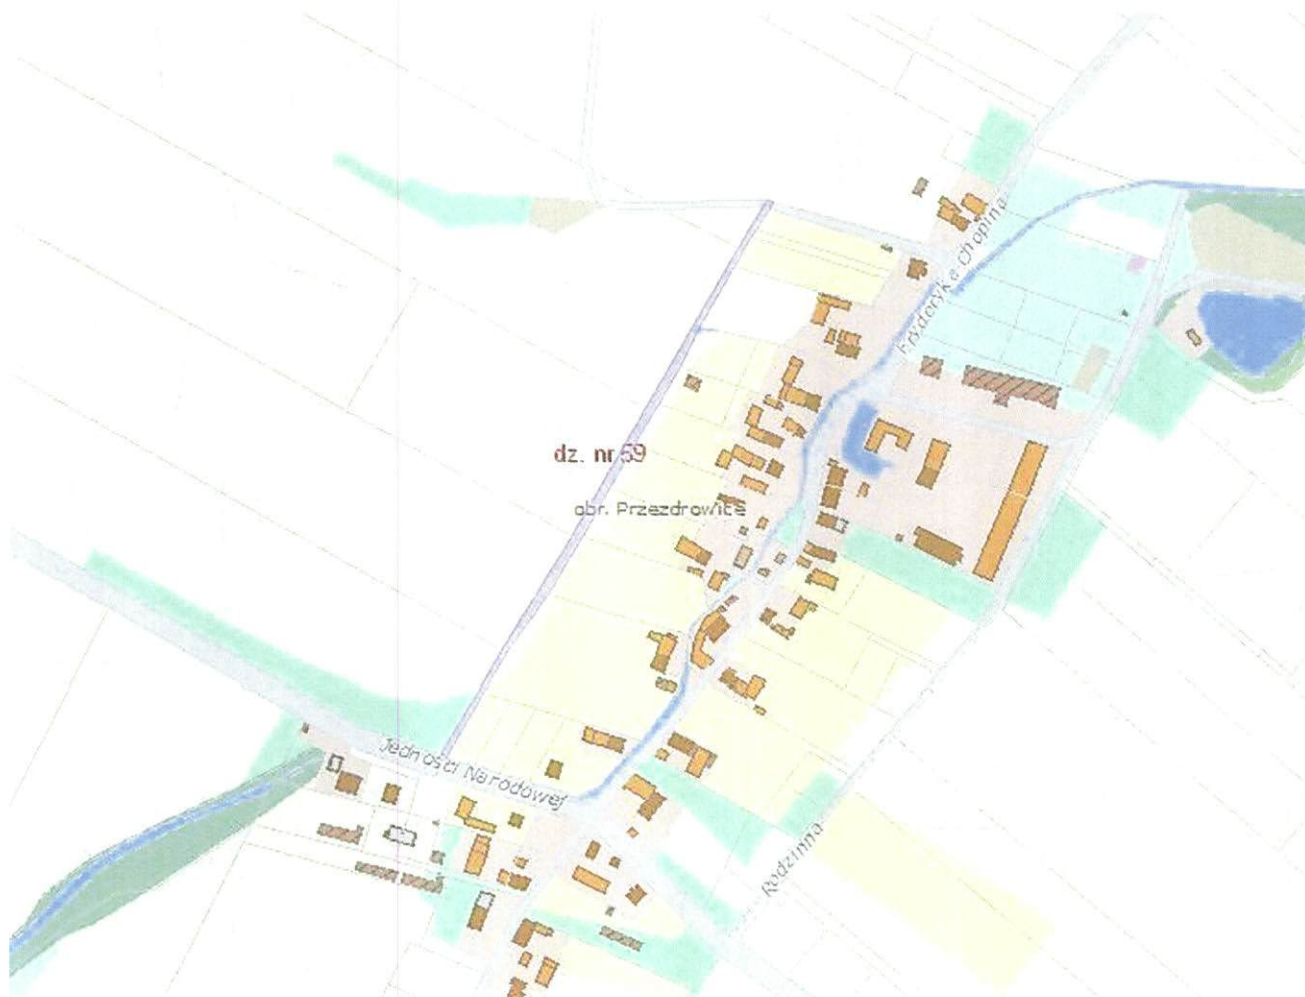 Fryderyka Chopina
dz. nr 59
obr. Przezdrowice
Jedności Narodowej
Rodzinna